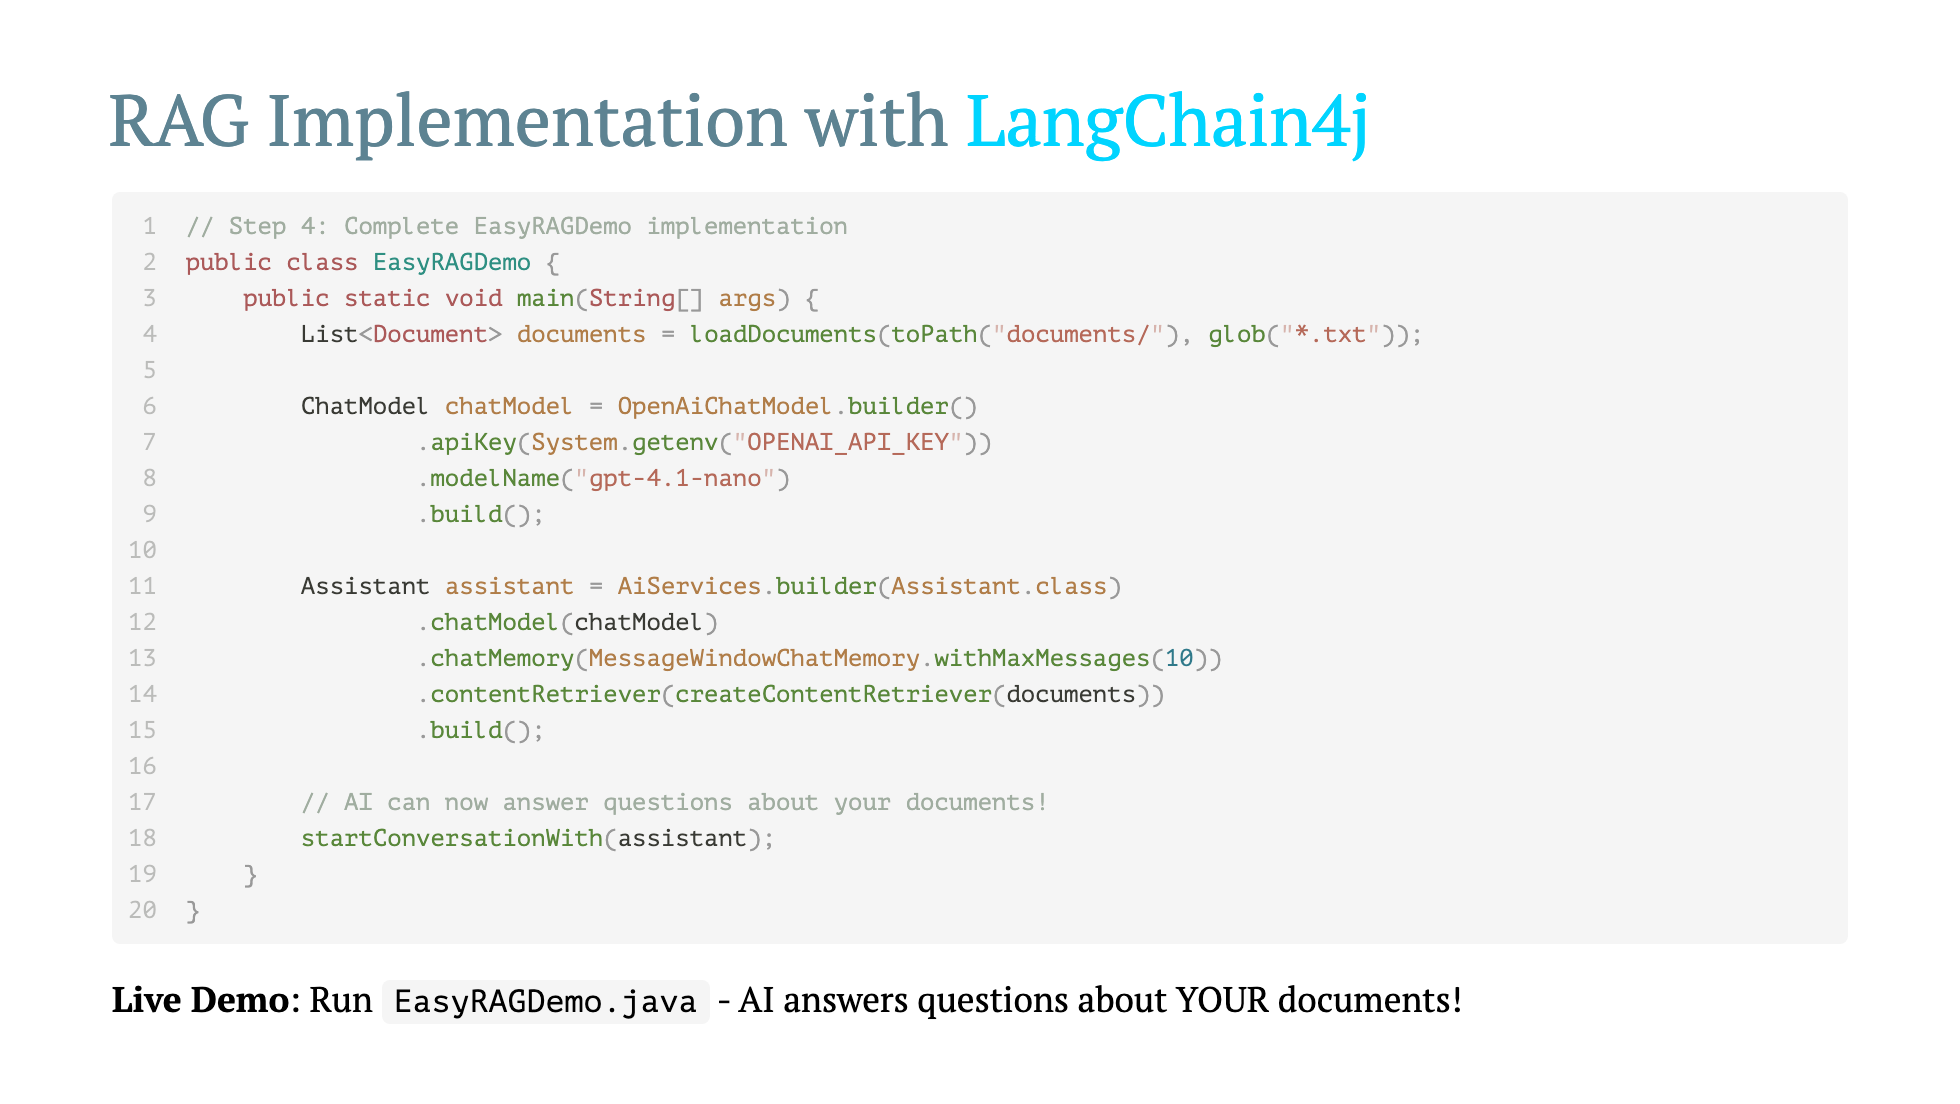 RAG Implementation with LangChain4j
1 // Step 4: Complete EasyRAGDemo implementation
2 public class EasyRAGDemo {
3     public static void main(String[] args) {
4         List<Document> documents = loadDocuments(toPath("documents/"), glob("*.txt"));
5
6         ChatModel chatModel = OpenAiChatModel.builder()
7                 .apiKey(System.getenv("OPENAI_API_KEY"))
8                 .modelName("gpt-4.1-nano")
9                 .build();
10
11         Assistant assistant = AiServices.builder(Assistant.class)
12                 .chatModel(chatModel)
13                 .chatMemory(MessageWindowChatMemory.withMaxMessages(10))
14                 .contentRetriever(createContentRetriever(documents))
15                 .build();
16
17         // AI can now answer questions about your documents!
18         startConversationWith(assistant);
19     }
20 }
Live Demo: Run EasyRAGDemo.java - AI answers questions about YOUR documents!